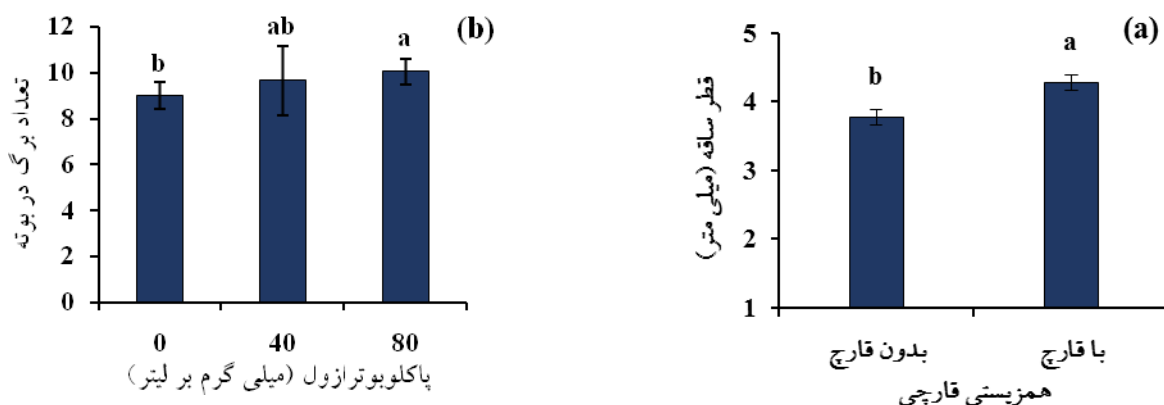 (b)
تعداد برگ در بوته
12
10
8
6
4
2
0
b
ab
a
0 40 80
پاکلوبوترازول (میلی گرم بر لیتر)
(a)
قطر ساقه (میلی متر)
5
4
3
2
1
b
a
بدون قارچ
با قارچ
همزیستی قارچی